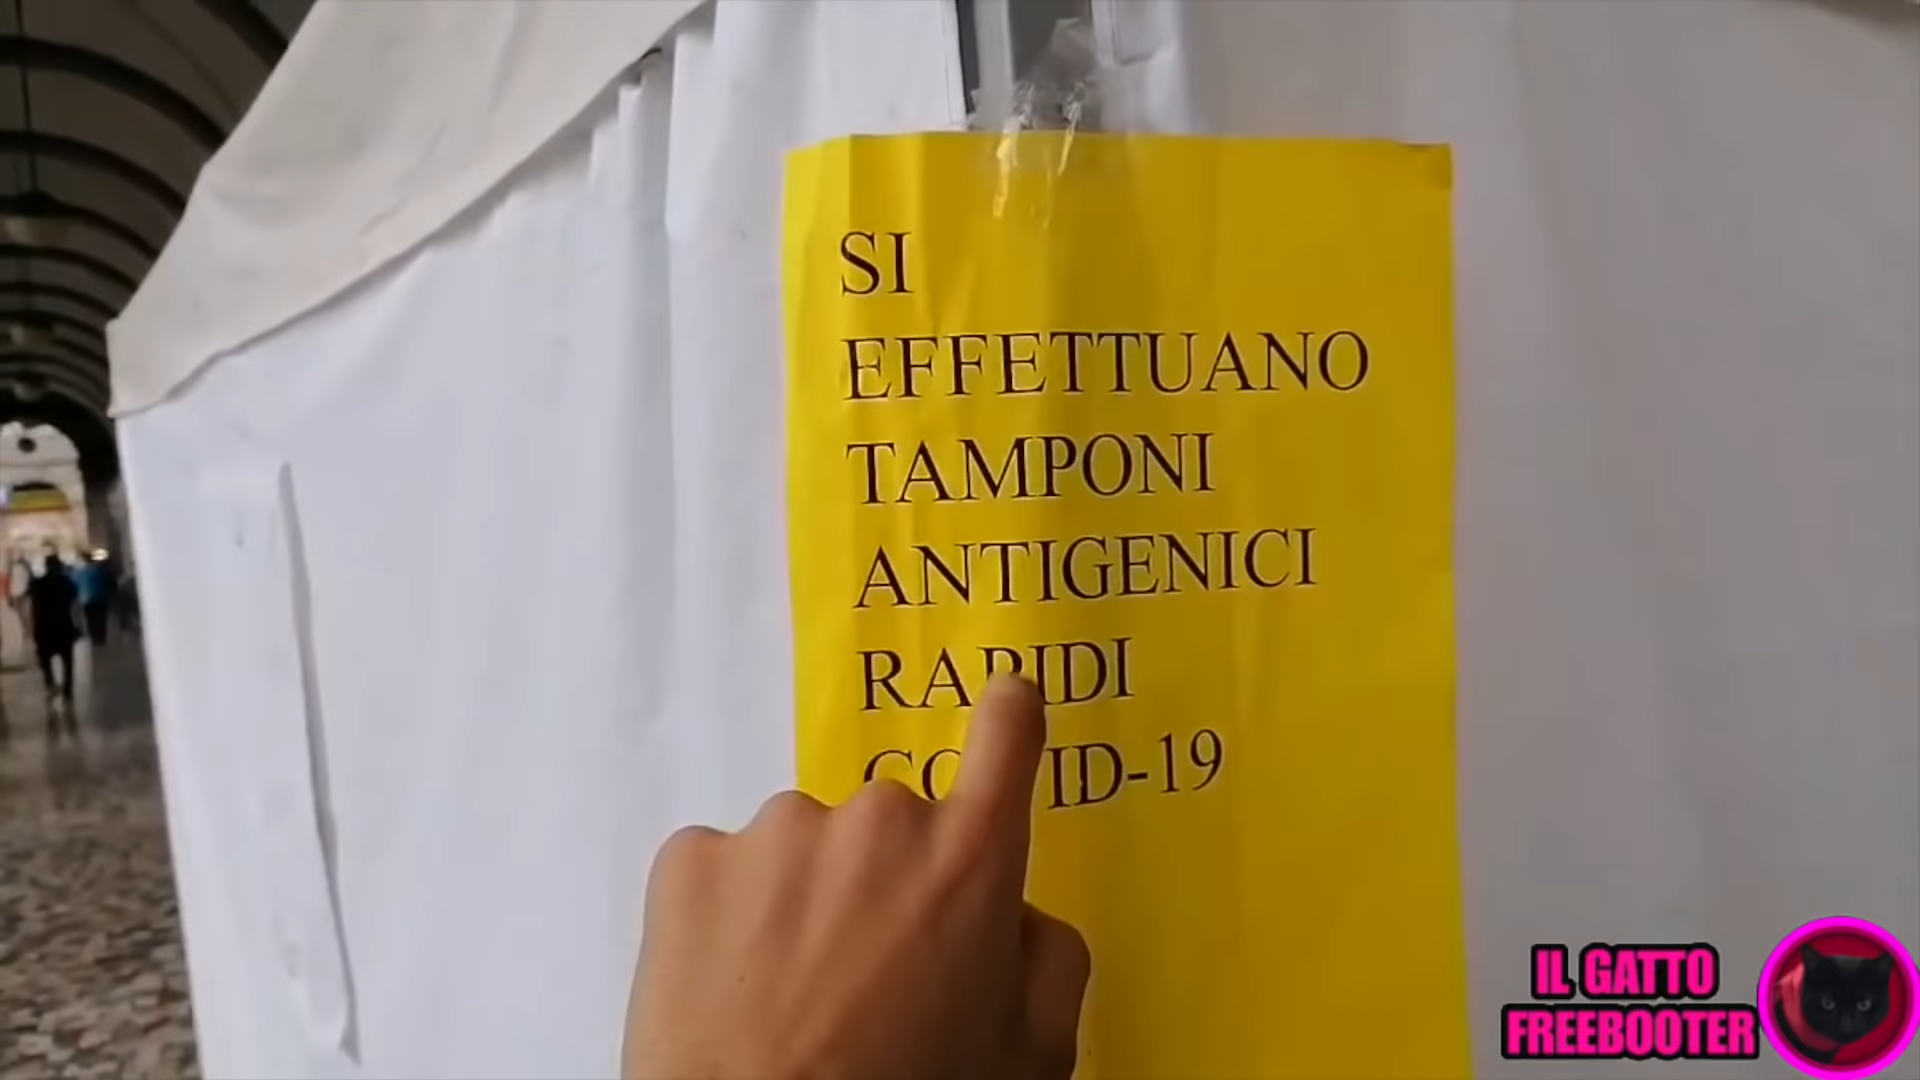 SI
EFFETTUANO
TAMPONI
ANTIGENICI
RAPIDI
COVID-19
IL GATTO
FREEBOOTER